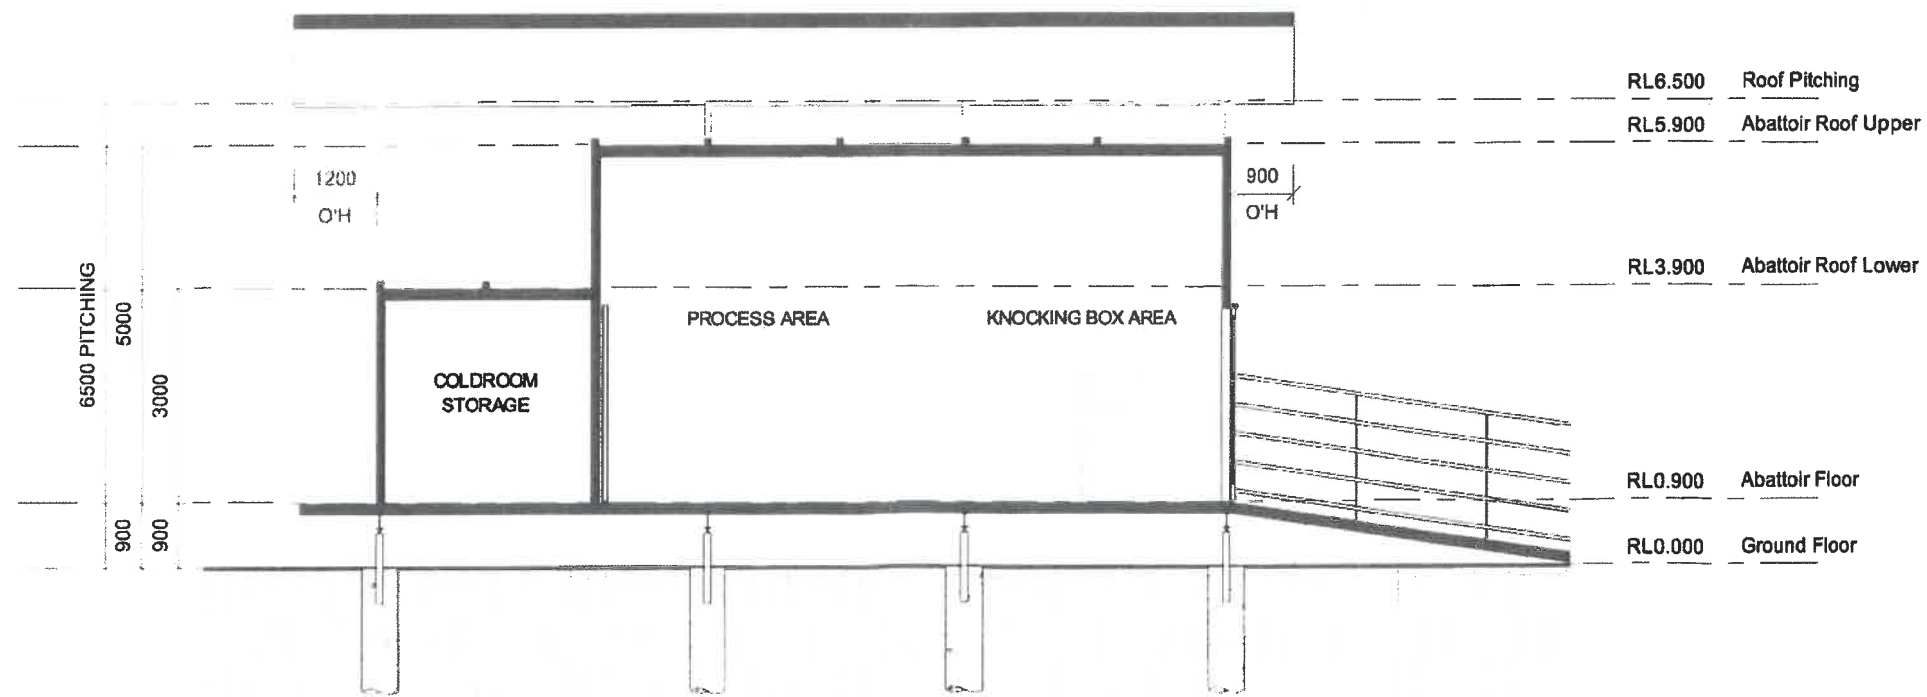 RL6.500 Roof Pitching
RL5.900 Abattoir Roof Upper
1200
O'H
900
O'H
RL3.900 Abattoir Roof Lower
6500 PITCHING
5000
3000
PROCESS AREA
KNOCKING BOX AREA
COLDROOM
STORAGE
900
900
RL0.900 Abattoir Floor
RL0.000 Ground Floor